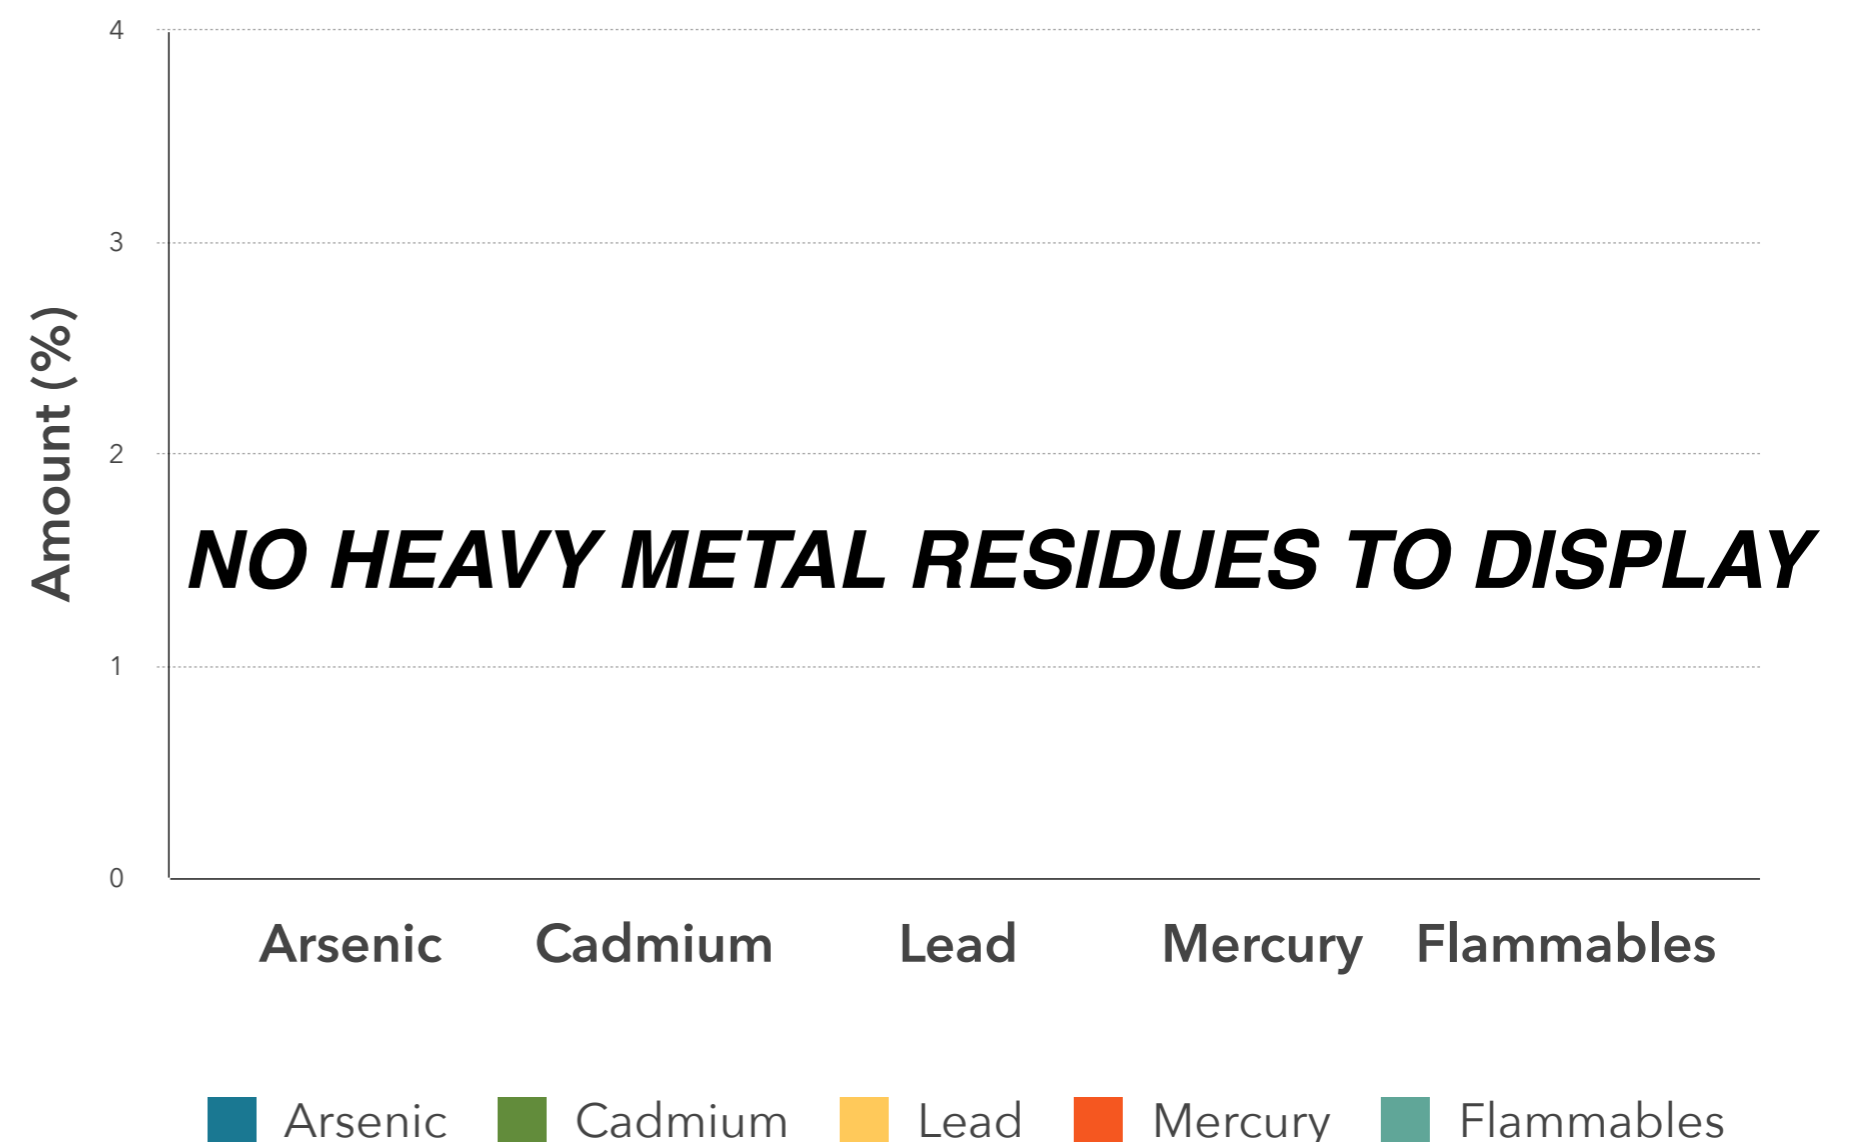 4
3
2
1
0
Amount (%)
NO HEAVY METAL RESIDUES TO DISPLAY
Arsenic Cadmium Lead Mercury Flammables
Arsenic Cadmium Lead Mercury Flammables